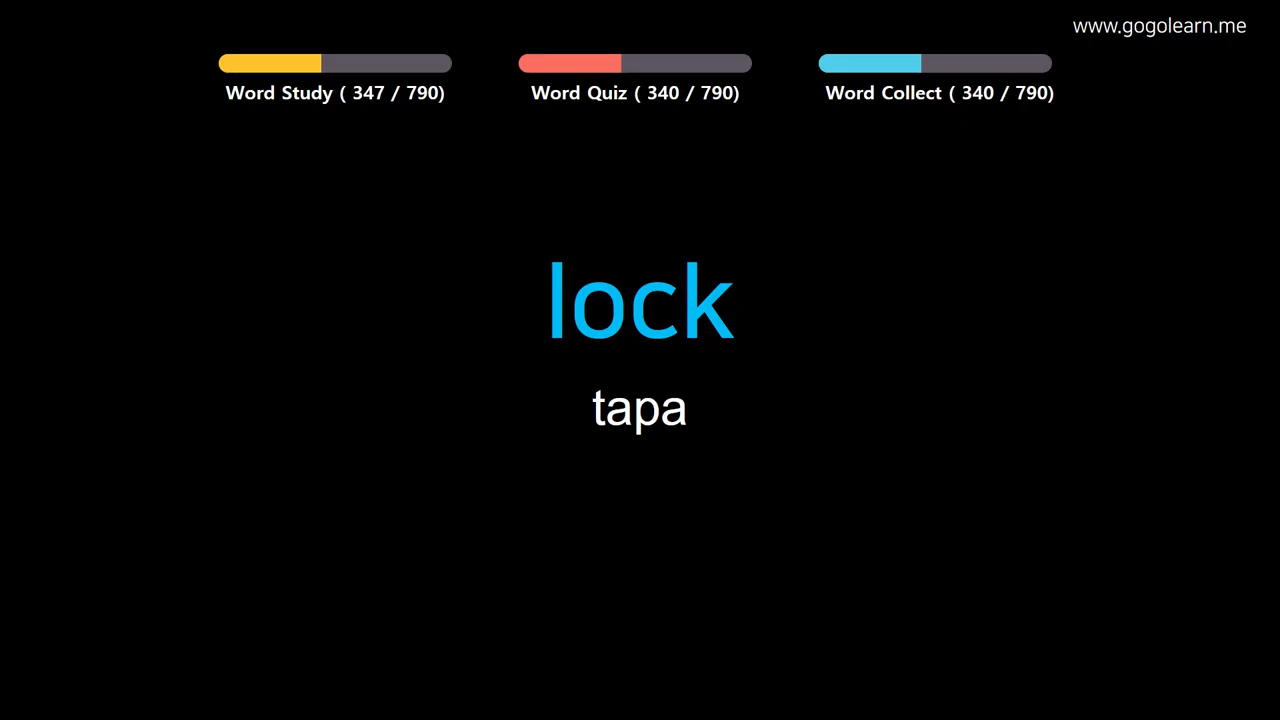 www.gogolearn.me
Word Study ( 347 / 790)
Word Quiz ( 340 / 790)
Word Collect ( 340 / 790)
lock
tapa